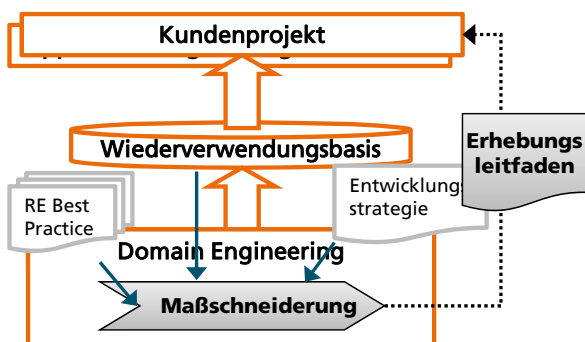 Kundenprojekt
Wiederverwendungsbasis
Erhebungs
leitfaden
RE Best
Practice
Entwicklungs
strategie
Domain Engineering
Maßschneiderung